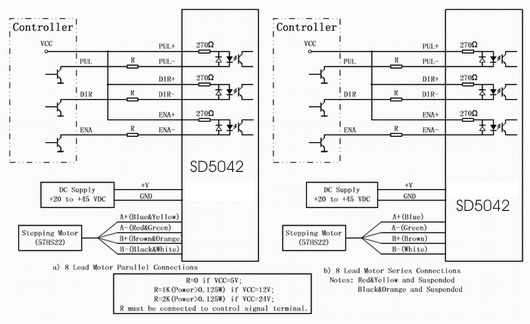 Controller
VCC
PUL+
270Ω
PUL
R
PUL-
DIR+
270Ω
DIR
R
DIR-
ENA+
270Ω
ENA
R
ENA-
SD5042
DC Supply
+20 to +45 VDC
+V
GND
Stepping Motor
(57HS22)
A+(Blue&Yellow)
A-(Red&Green)
B+(Brown&Orange
B-(Black&White)
a) 8 Lead Motor Parallel Connections
Controller
VCC
PUL+
270Ω
PUL
R
PUL-
DIR+
270Ω
DIR
R
DIR-
ENA+
270Ω
ENA
R
ENA-
SD5042
DC Supply
+20 to +45 VDC
+V
GND
Stepping Motor
(57HS22)
A+(Blue)
A-(Green)
B+(Brown)
B-(White)
b) 8 Lead Motor Series Connections
Notes: Red&Yellow and Suspended
Black&Orange and Suspended
R=0 if VCC=5V;
R=1K(Power>0.125W) if VCC=12V;
R=2K(Power>0.125W) if VCC=24V;
R must be connected to control signal terminal.